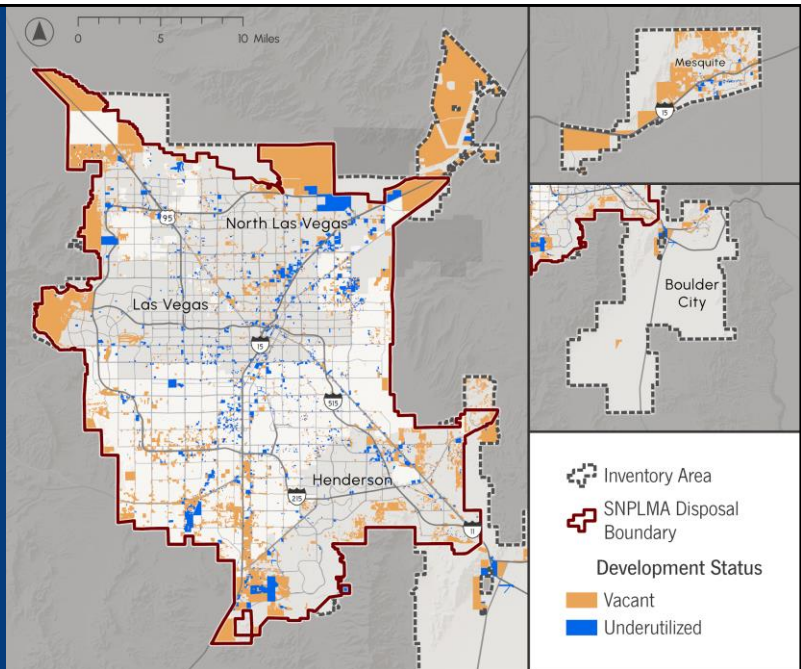 0 5 10 Miles
95
North Las Vegas
Las Vegas
15
515
Henderson
215
11
Mesquite
15
Boulder
City
Inventory Area
SNPLMA Disposal
Boundary
Development Status
Vacant
Underutilized